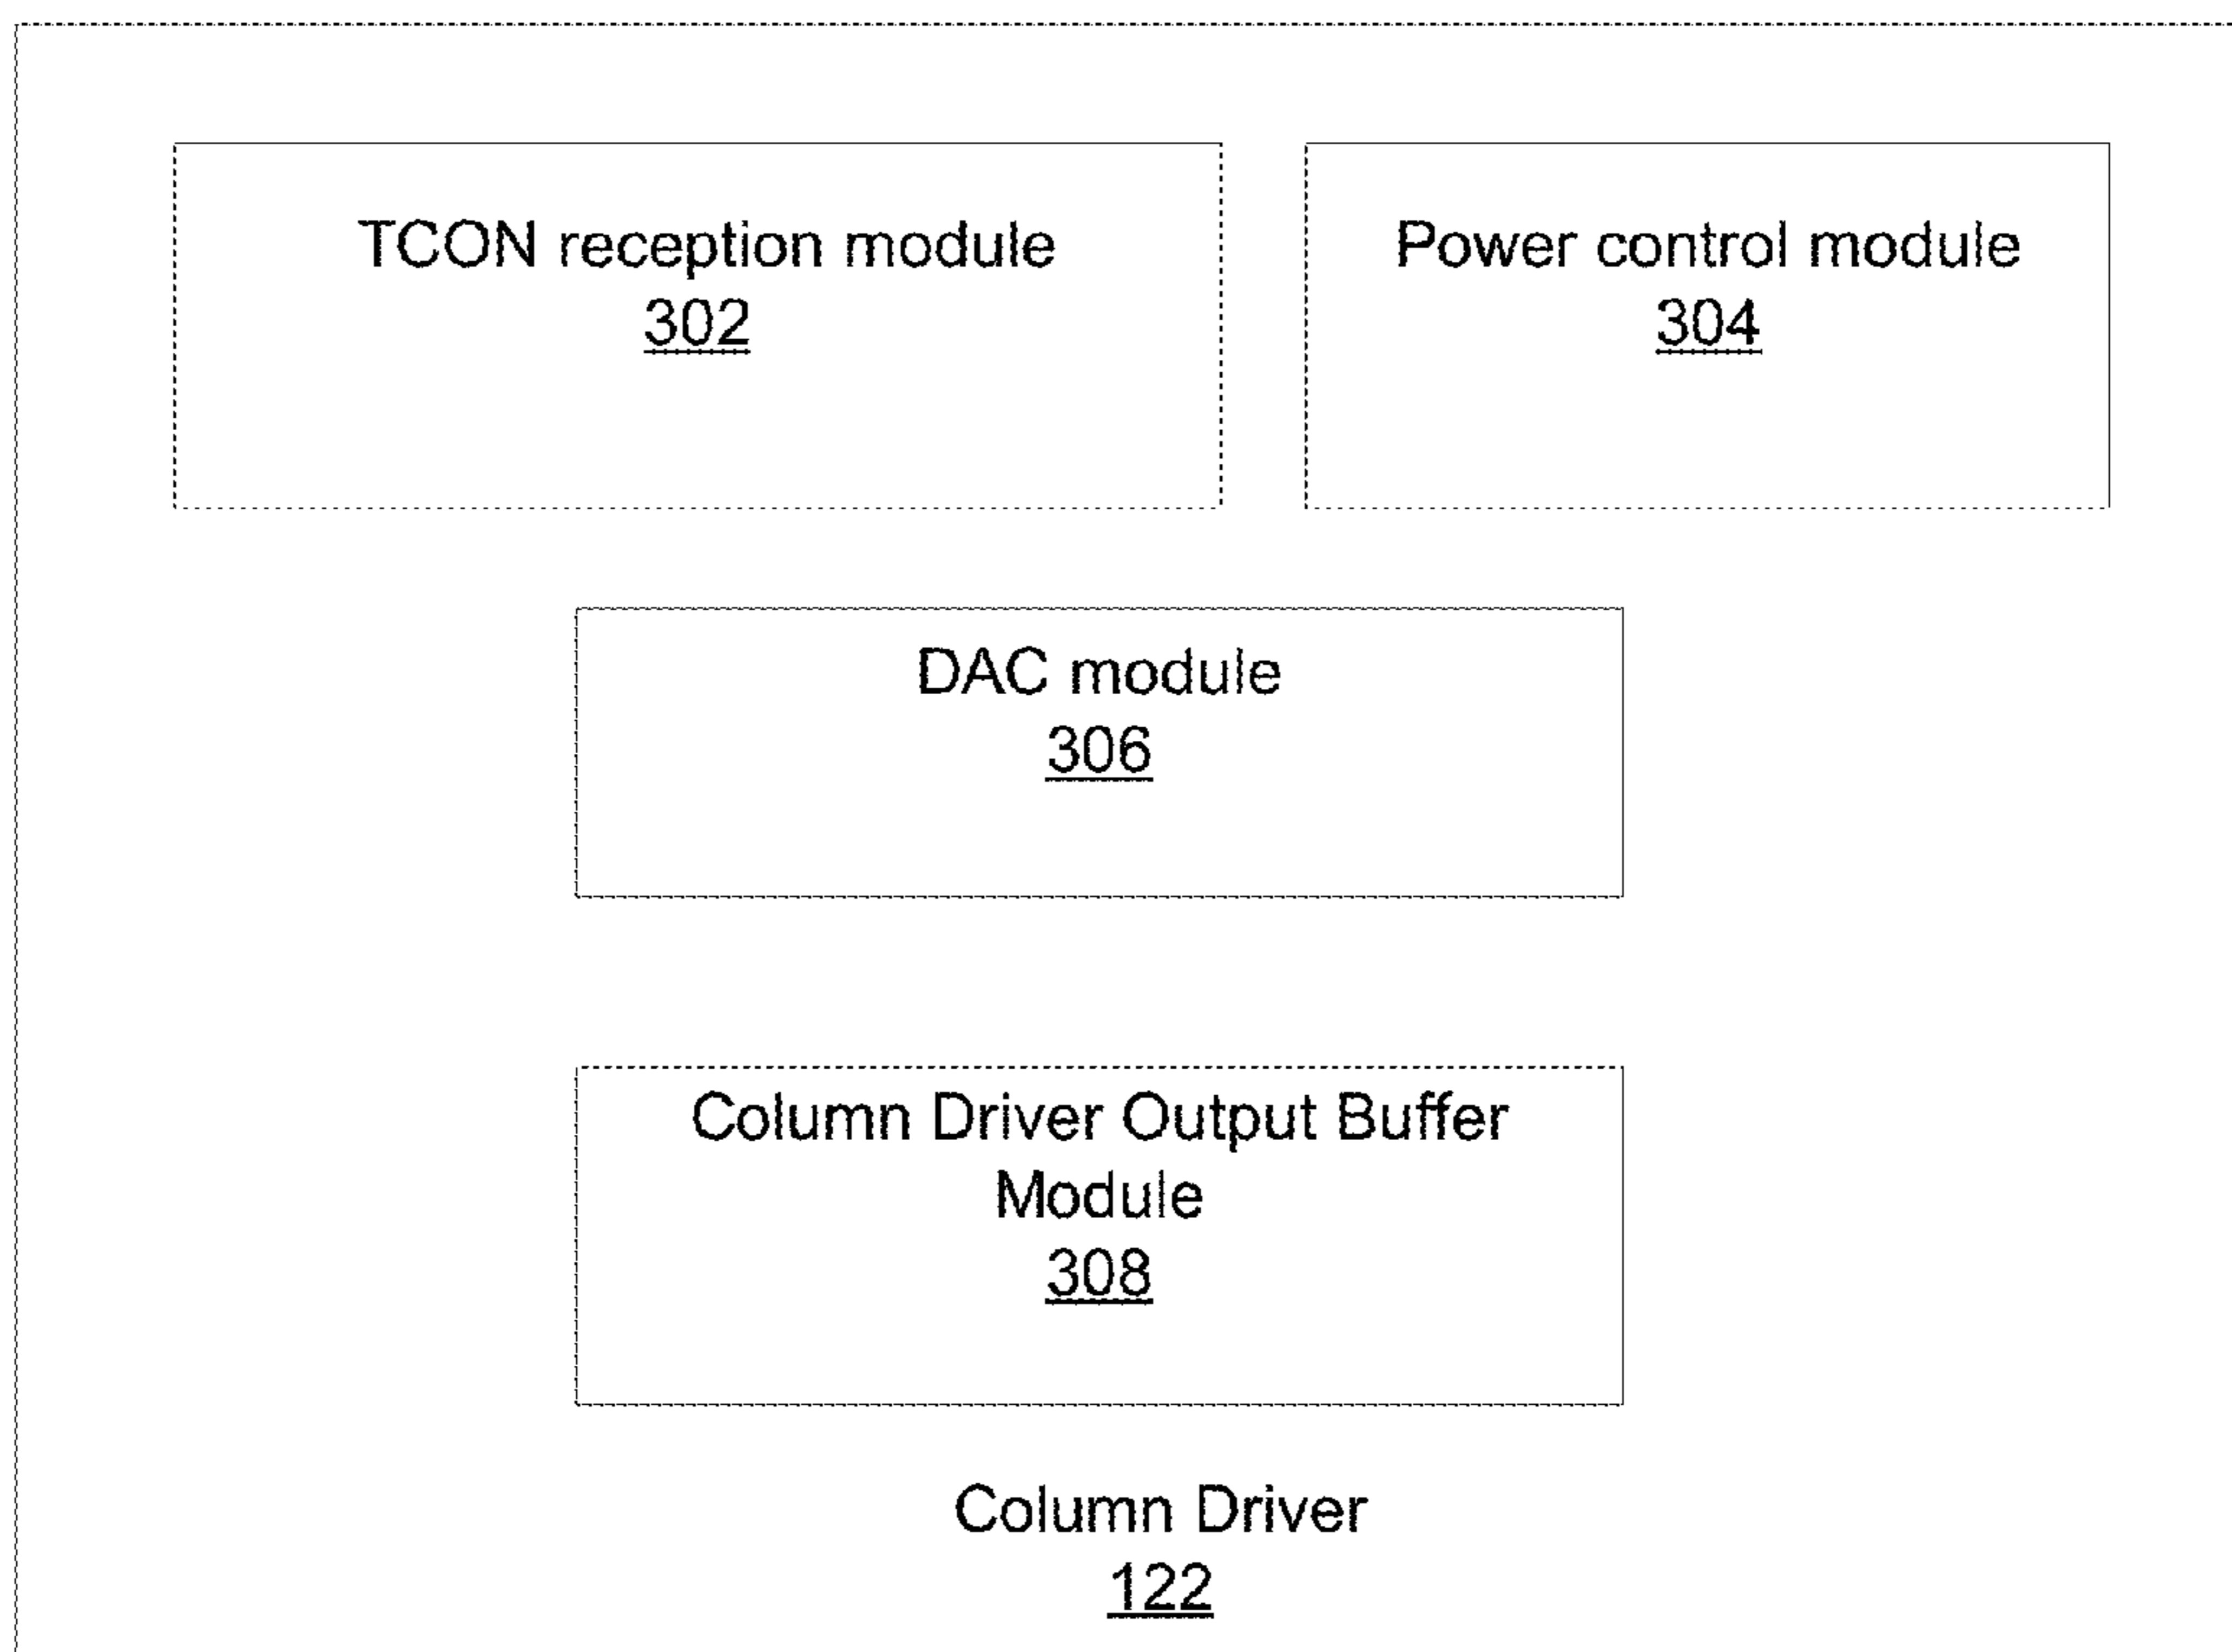 TCON reception module
302
Power control module
304
DAC module
306
Column Driver Output Buffer
Module
308
Column Driver
122